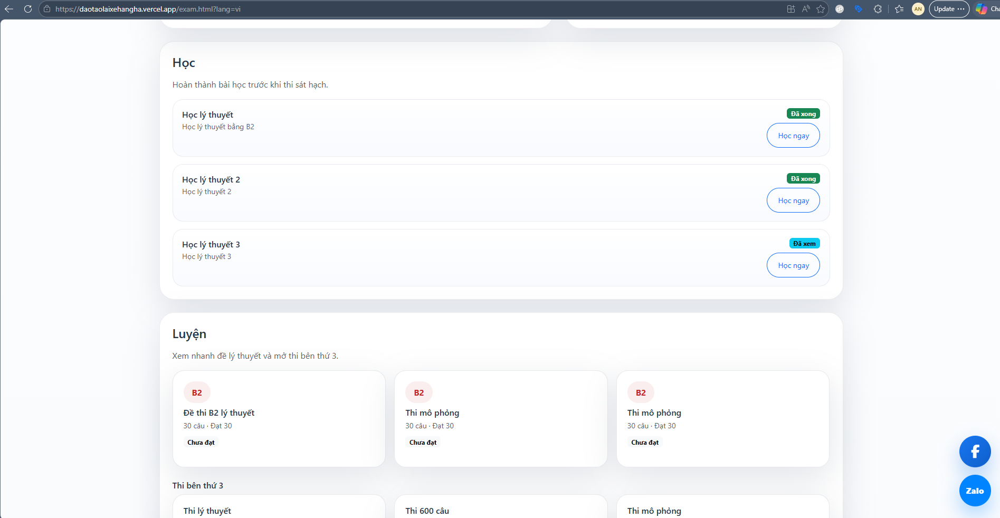 https://daotaolaixehangha.vercel.app/exam.html?lang=vi
AN
Update
Học
Hoàn thành bài học trước khi thi sát hạch.
Học lý thuyết
Học lý thuyết bằng B2
Đã xong
Học ngay
Học lý thuyết 2
Học lý thuyết 2
Đã xong
Học ngay
Học lý thuyết 3
Học lý thuyết 3
Đã xem
Học ngay
Luyện
Xem nhanh đề lý thuyết và mở thi bên thứ 3.
B2
Đề thi B2 lý thuyết
30 câu · Đạt 30
Chưa đạt
B2
Thi mô phỏng
30 câu · Đạt 30
Chưa đạt
B2
Thi mô phỏng
30 câu · Đạt 30
Chưa đạt
Thi bên thứ 3
Thi lý thuyết
Thi 600 câu
Thi mô phỏng
Zalo